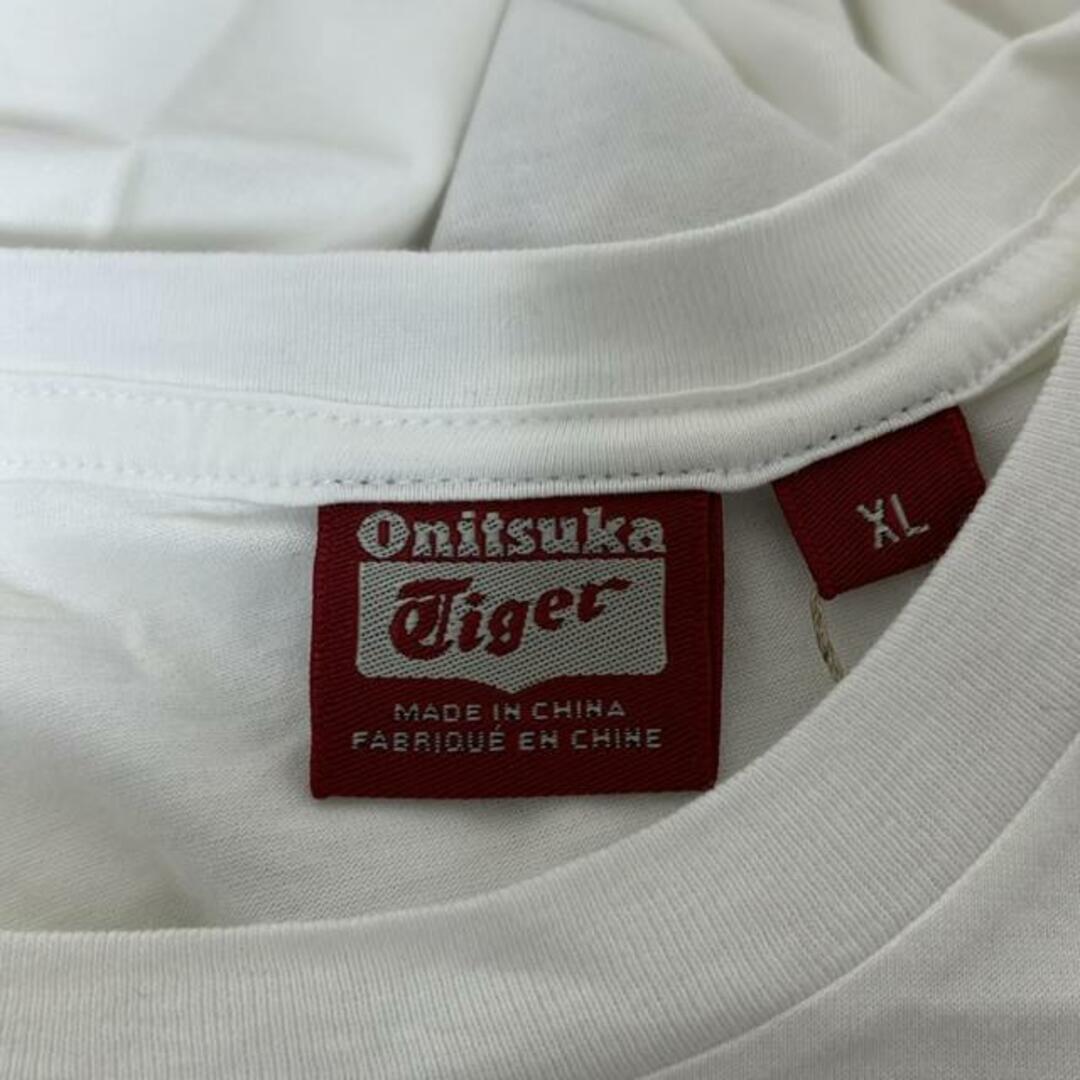 Onitsuka
Tiger
MADE IN CHINA
FABRIQUÉ EN CHINE
XL